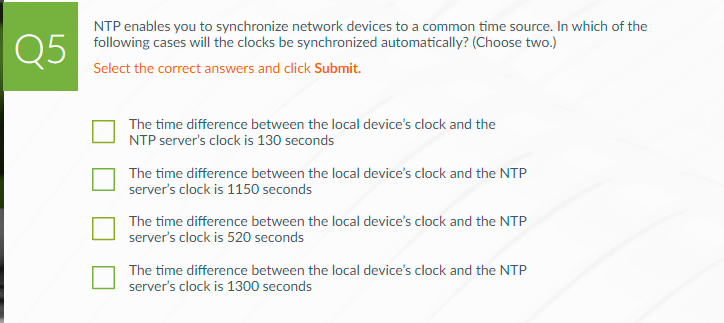 Q5
NTP enables you to synchronize network devices to a common time source. In which of the
following cases will the clocks be synchronized automatically? (Choose two.)
Select the correct answers and click Submit.
The time difference between the local device's clock and the
NTP server's clock is 130 seconds
The time difference between the local device's clock and the NTP
server's clock is 1150 seconds
The time difference between the local device's clock and the NTP
server's clock is 520 seconds
The time difference between the local device's clock and the NTP
server's clock is 1300 seconds